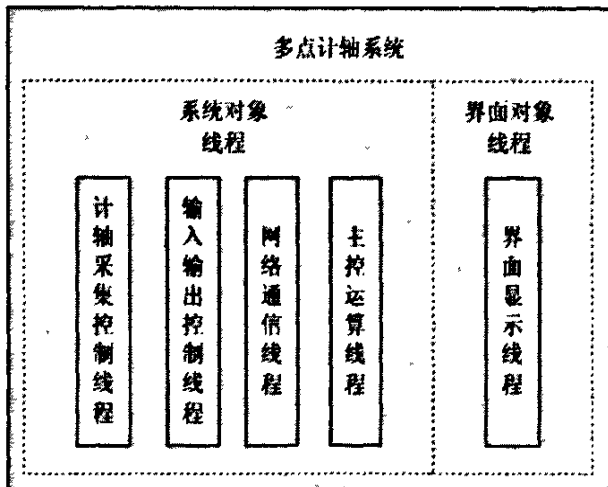 多点计轴系统
系统对象
线程
界面对象
线程
计轴采集控制线程
输入输出控制线程
网络通信线程
主控运算线程
界面显示线程